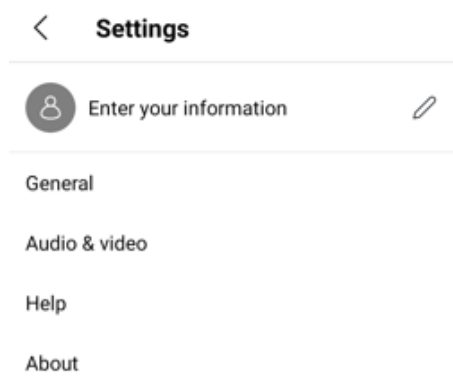 Settings
Enter your information
General
Audio & video
Help
About